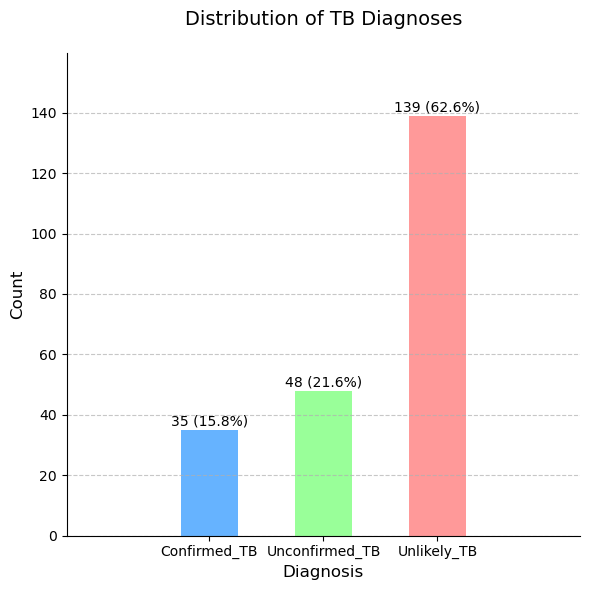 Distribution of TB Diagnoses
139 (62.6%)
48 (21.6%)
35 (15.8%)
140
120
100
80
60
40
20
0
Count
Confirmed_TB
Unconfirmed_TB
Unlikely_TB
Diagnosis